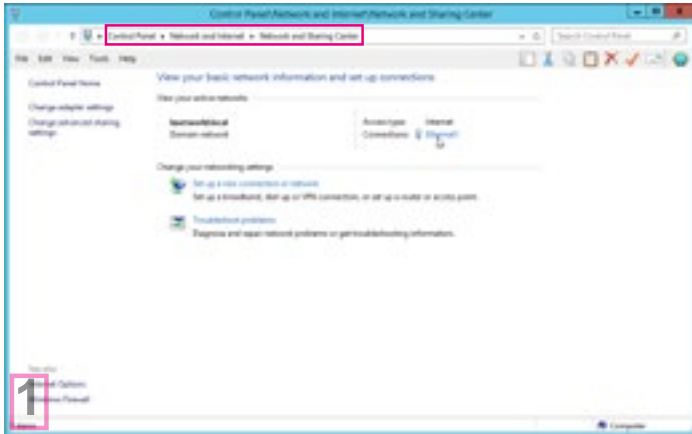 Control Panel\Network and Internet\Network and Sharing Center
Control Panel ▸ Network and Internet ▸ Network and Sharing Center
Search Control Panel
File Edit View Tools Help
Control Panel Home
Change adapter settings
Change advanced sharing
settings
View your basic network information and set up connections
View your active networks
Domain network
Access type: Internet
Connections: Ethernet
Change your networking settings
Set up a new connection or network
Set up a broadband, dial-up or VPN connection, or set up a router or access point.
Troubleshoot problems
Diagnose and repair network problems or get troubleshooting information.
See also
Internet Options
Windows Firewall
1
Computer